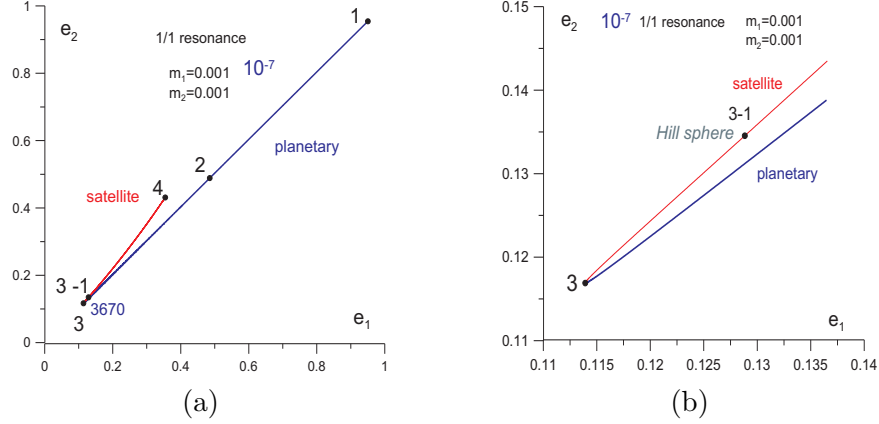 e2
1/1 resonance
m1=0.001
m2=0.001
10-7
1
2
planetary
satellite
4
3 -1
3670
3
e1
1
0.8
0.6
0.4
0.2
0
0 0.2 0.4 0.6 0.8 1
(a)
e2
10-7 1/1 resonance
m1=0.001
m2=0.001
satellite
3-1
Hill sphere
planetary
3
e1
0.15
0.14
0.13
0.12
0.11
0.11 0.115 0.12 0.125 0.13 0.135 0.14
(b)